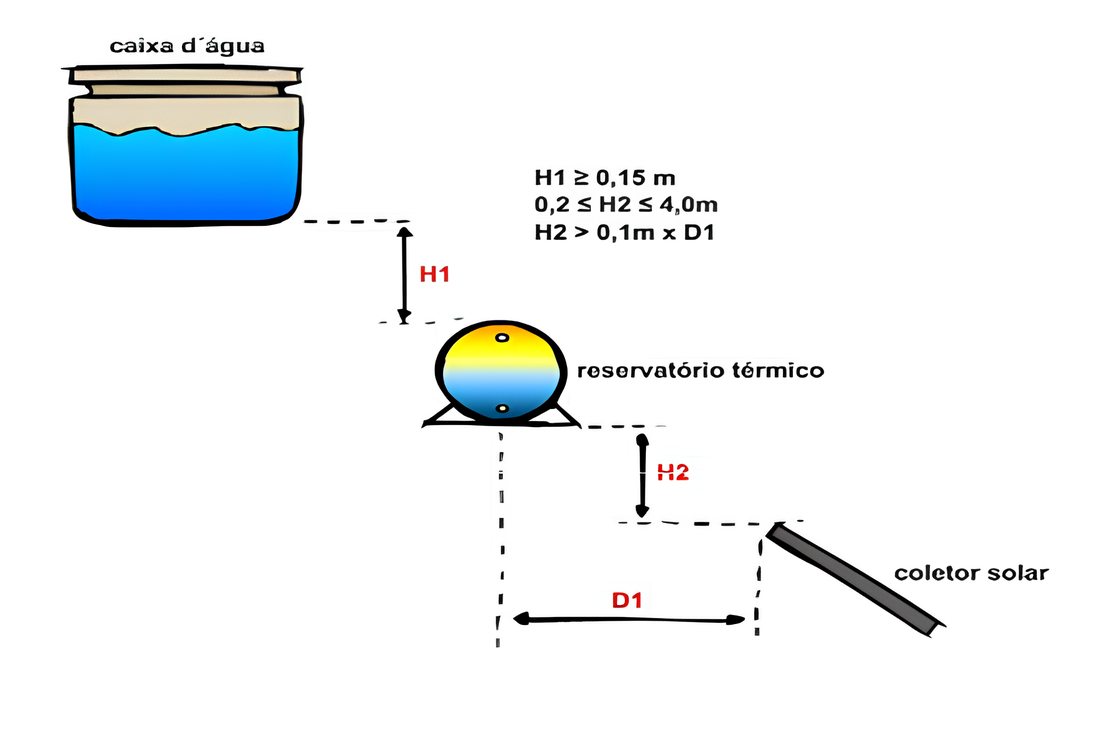 caixa d´água
H1 ≥ 0,15 m
0,2 ≤ H2 ≤ 4,0m
H2 > 0,1m x D1
H1
reservatório térmico
H2
coletor solar
D1